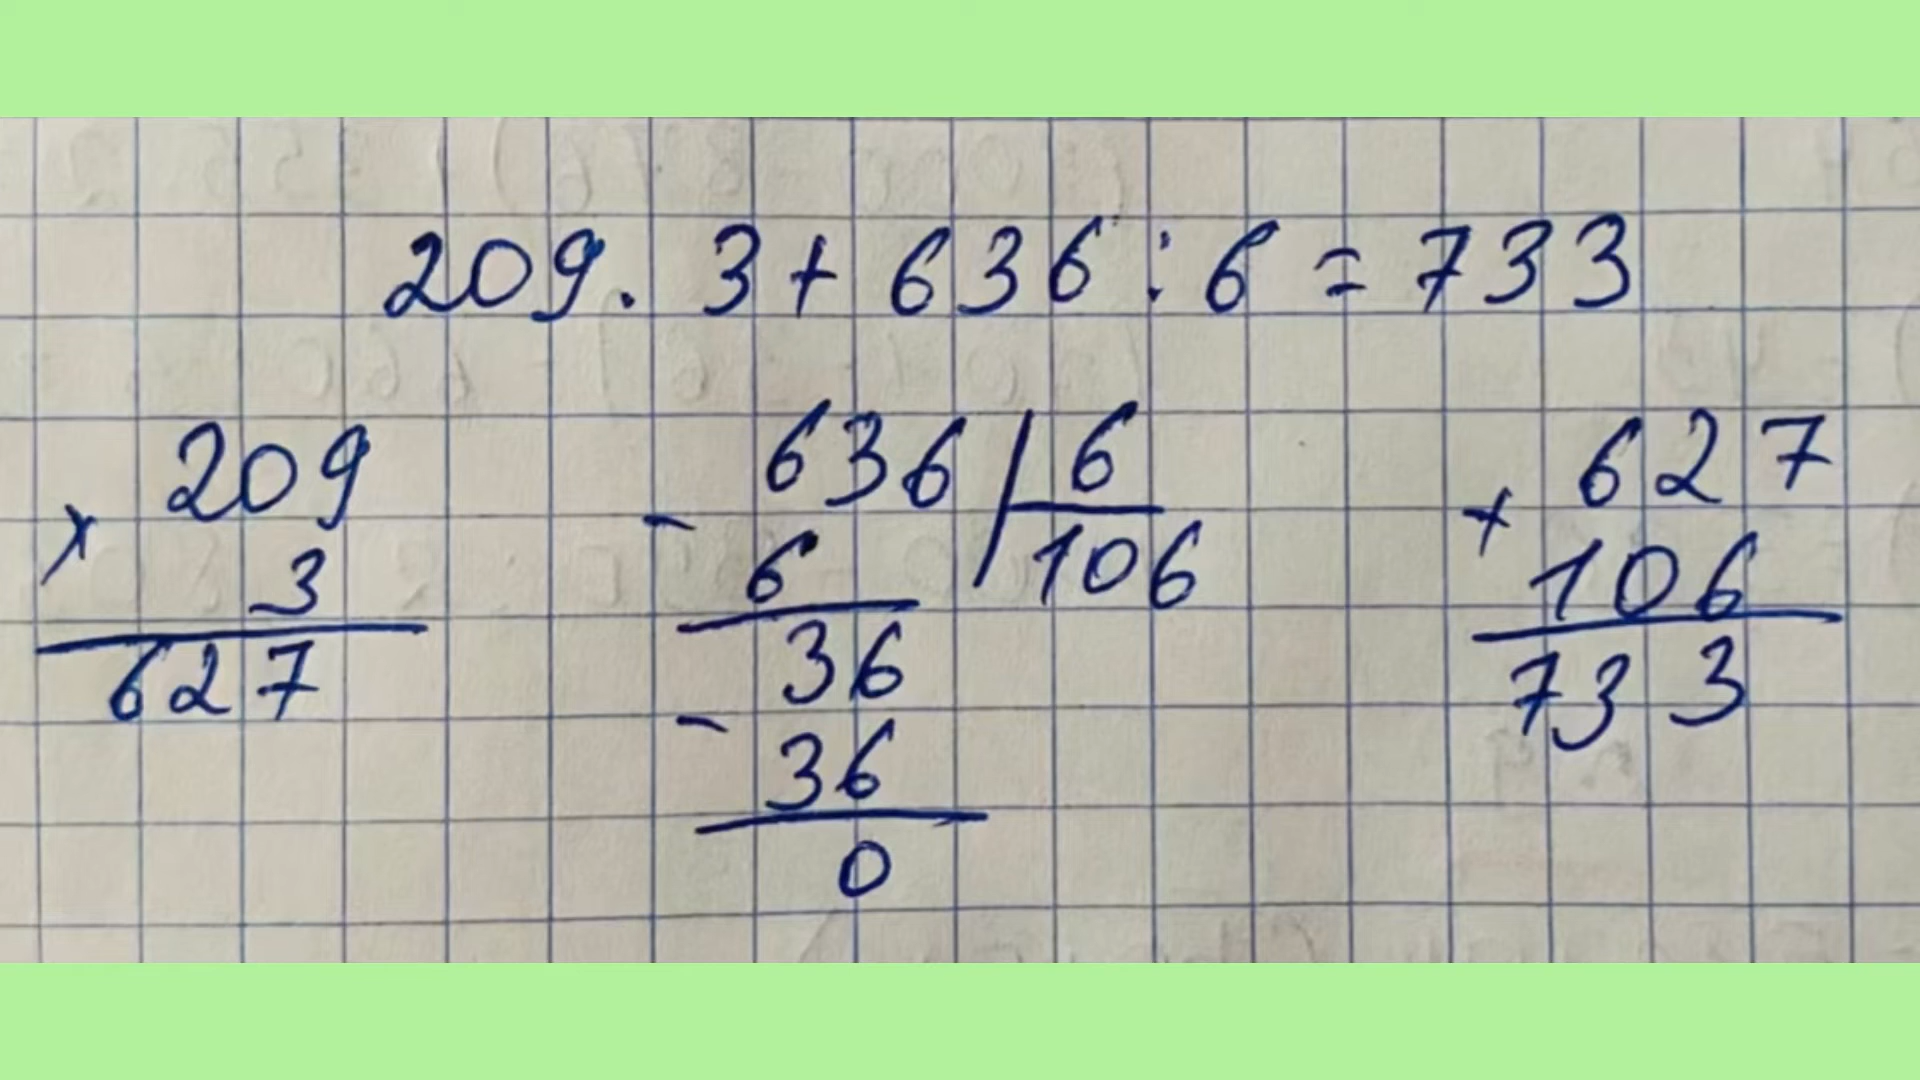 209 . 3 + 636 : 6 = 733
209 636 | 6 627
× - +
3 6 106 106
627 36 733
-
36
0